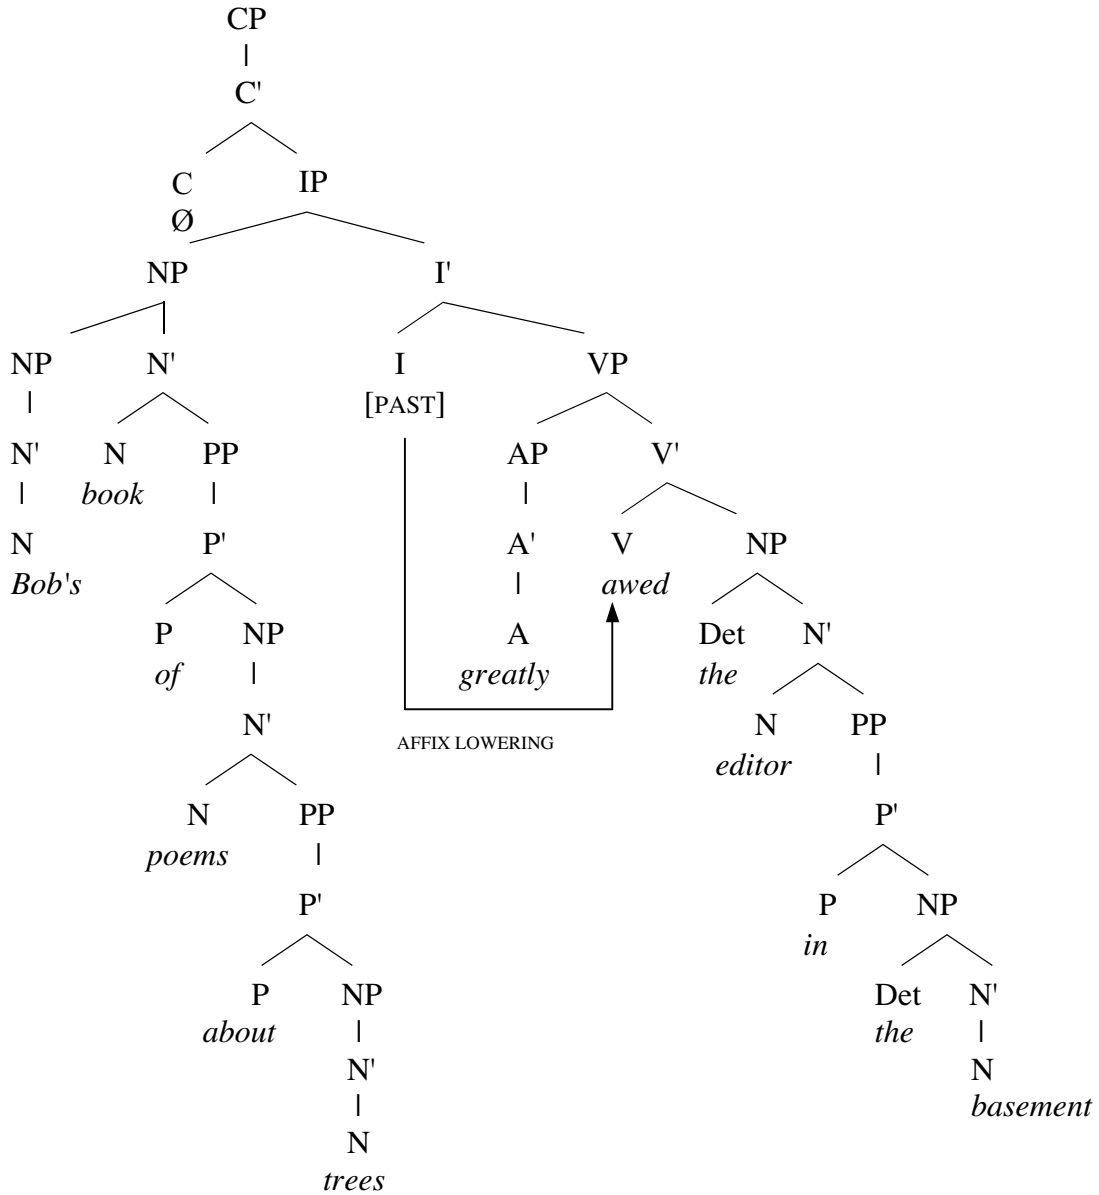 CP
C'
C IP
Ø
NP I'
NP N' I VP
[PAST]
N' N PP AP V'
book
N P' A' V NP
Bob's awed
P NP A Det N'
of greatly the
N' N PP
AFFIX LOWERING
editor
N PP P'
poems
P' P NP
in
P NP Det N'
about the
N' N
basement
N
trees